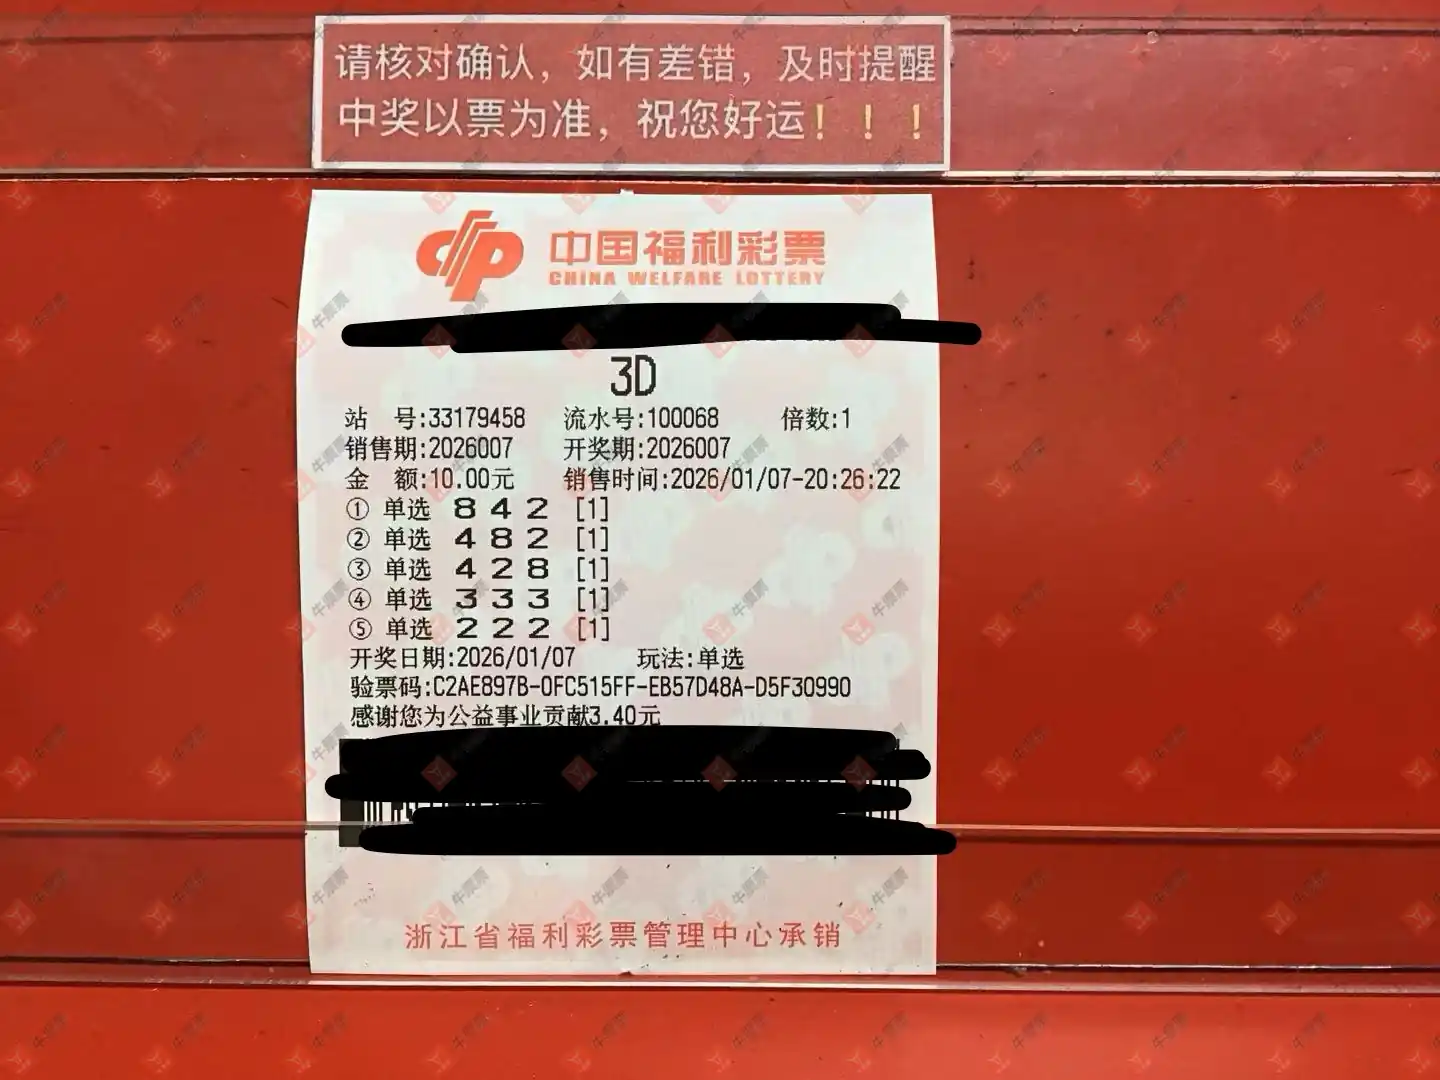 请核对确认，如有差错，及时提醒
中奖以票为准，祝您好运！！！
中国福利彩票
CHINA WELFARE LOTTERY
3D
站 号:33179458 流水号:100068 倍数:1
销售期:2026007 开奖期:2026007
金 额:10.00元 销售时间:2026/01/07-20:26:22
① 单选 8 4 2 [1]
② 单选 4 8 2 [1]
③ 单选 4 2 8 [1]
④ 单选 3 3 3 [1]
⑤ 单选 2 2 2 [1]
开奖日期:2026/01/07 玩法:单选
验票码:C2AE897B-0FC515FF-EB57D48A-D5F30990
感谢您为公益事业贡献3.40元
浙江省福利彩票管理中心承销